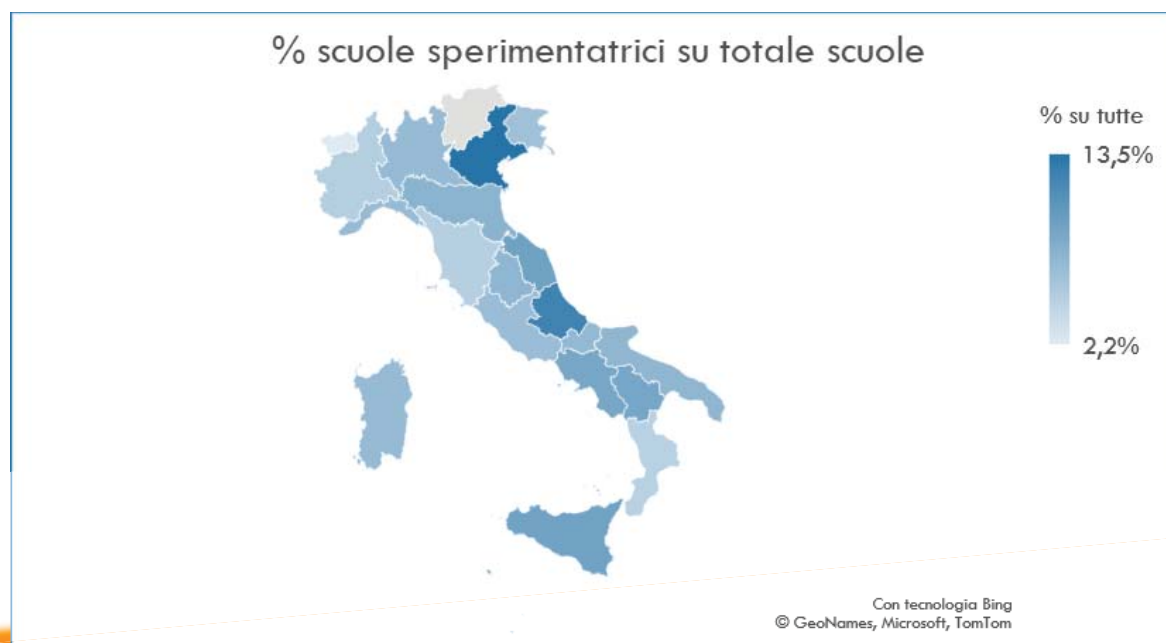 % scuole sperimentatrici su totale scuole
% su tutte
13,5%
2,2%
Con tecnologia Bing
© GeoNames, Microsoft, TomTom